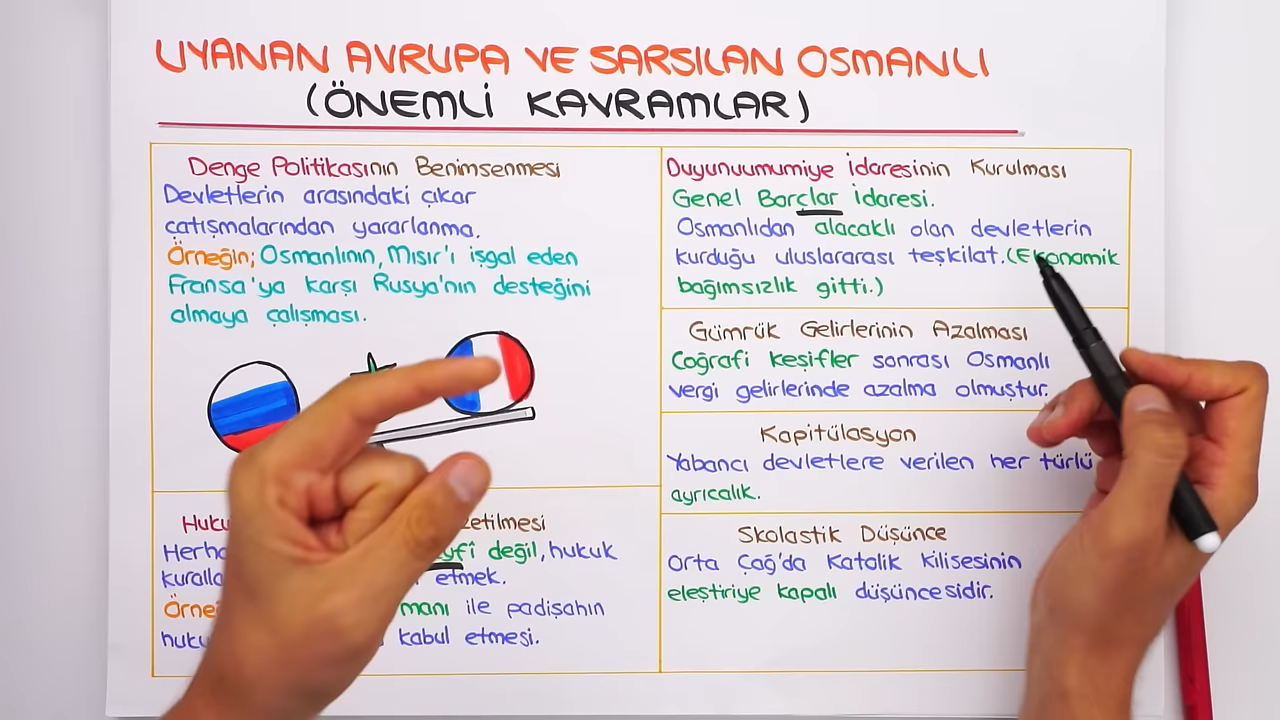 UYANAN AVRUPA VE SARSILAN OSMANLI
(ÖNEMLİ KAVRAMLAR)
Denge Politikasının Benimsenmesi
Devletlerin arasındaki çıkar
çatışmalarından yararlanma.
Örneğin; Osmanlının, Mısır'ı işgal eden
Fransa'ya karşı Rusya'nın desteğini
almaya çalışması.
değil, hukuk
etmek.
ile padişahın
kabul etmesi.
Duyunuumumiye İdaresinin Kurulması
Genel Borçlar İdaresi.
Osmanlıdan alacaklı olan devletlerin
kurduğu uluslararası teşkilat. (Ekonomik
bağımsızlık gitti.)
Gümrük Gelirlerinin Azalması
Coğrafi keşifler sonrası Osmanlı
vergi gelirlerinde azalma olmuştur.
Kapitülasyon
Yabancı devletlere verilen her türlü
ayrıcalık.
Skolastik Düşünce
Orta Çağ'da Katolik Kilisesinin
eleştiriye kapalı düşüncesidir.